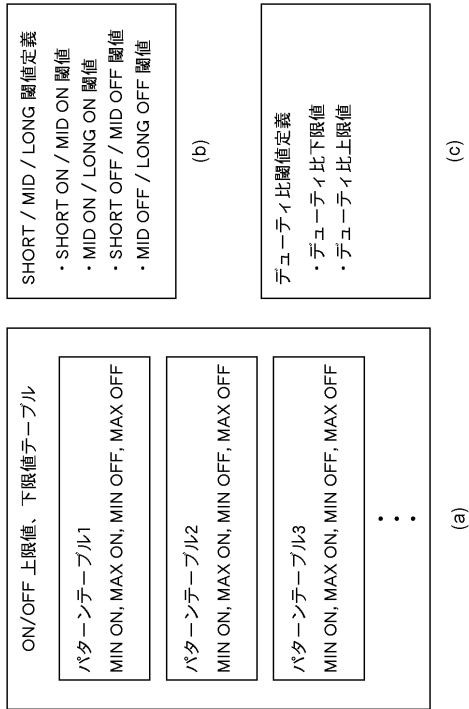 ON/OFF 上限値、下限値テーブル
パターンテーブル1
MIN ON, MAX ON, MIN OFF, MAX OFF
パターンテーブル2
MIN ON, MAX ON, MIN OFF, MAX OFF
パターンテーブル3
MIN ON, MAX ON, MIN OFF, MAX OFF
・・・
(a)
SHORT / MID / LONG 閾値定義
・SHORT ON / MID ON 閾値
・MID ON / LONG ON 閾値
・SHORT OFF / MID OFF 閾値
・MID OFF / LONG OFF 閾値
(b)
デューティ比閾値定義
・デューティ比下限値
・デューティ比上限値
(c)